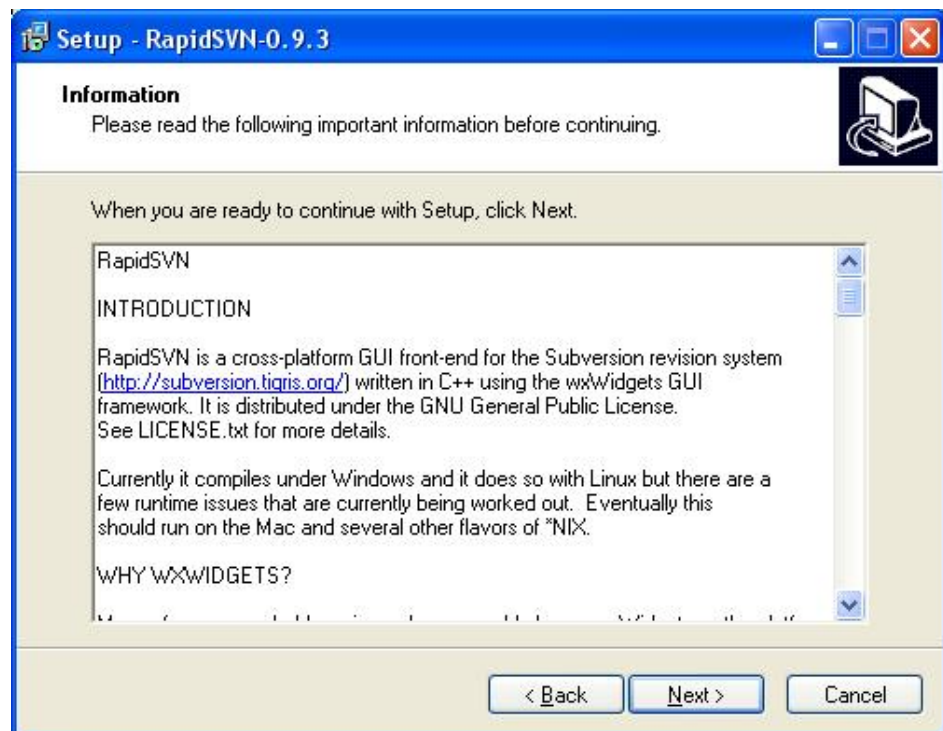 Setup - RapidSVN-0.9.3
Information
Please read the following important information before continuing.
When you are ready to continue with Setup, click Next.
RapidSVN
INTRODUCTION
RapidSVN is a cross-platform GUI front-end for the Subversion revision system
(http://subversion.tigris.org/) written in C++ using the wxWidgets GUI
framework. It is distributed under the GNU General Public License.
See LICENSE.txt for more details.
Currently it compiles under Windows and it does so with Linux but there are a
few runtime issues that are currently being worked out.  Eventually this
should run on the Mac and several other flavors of *NIX.
WHY WXWIDGETS?
< Back
Next >
Cancel